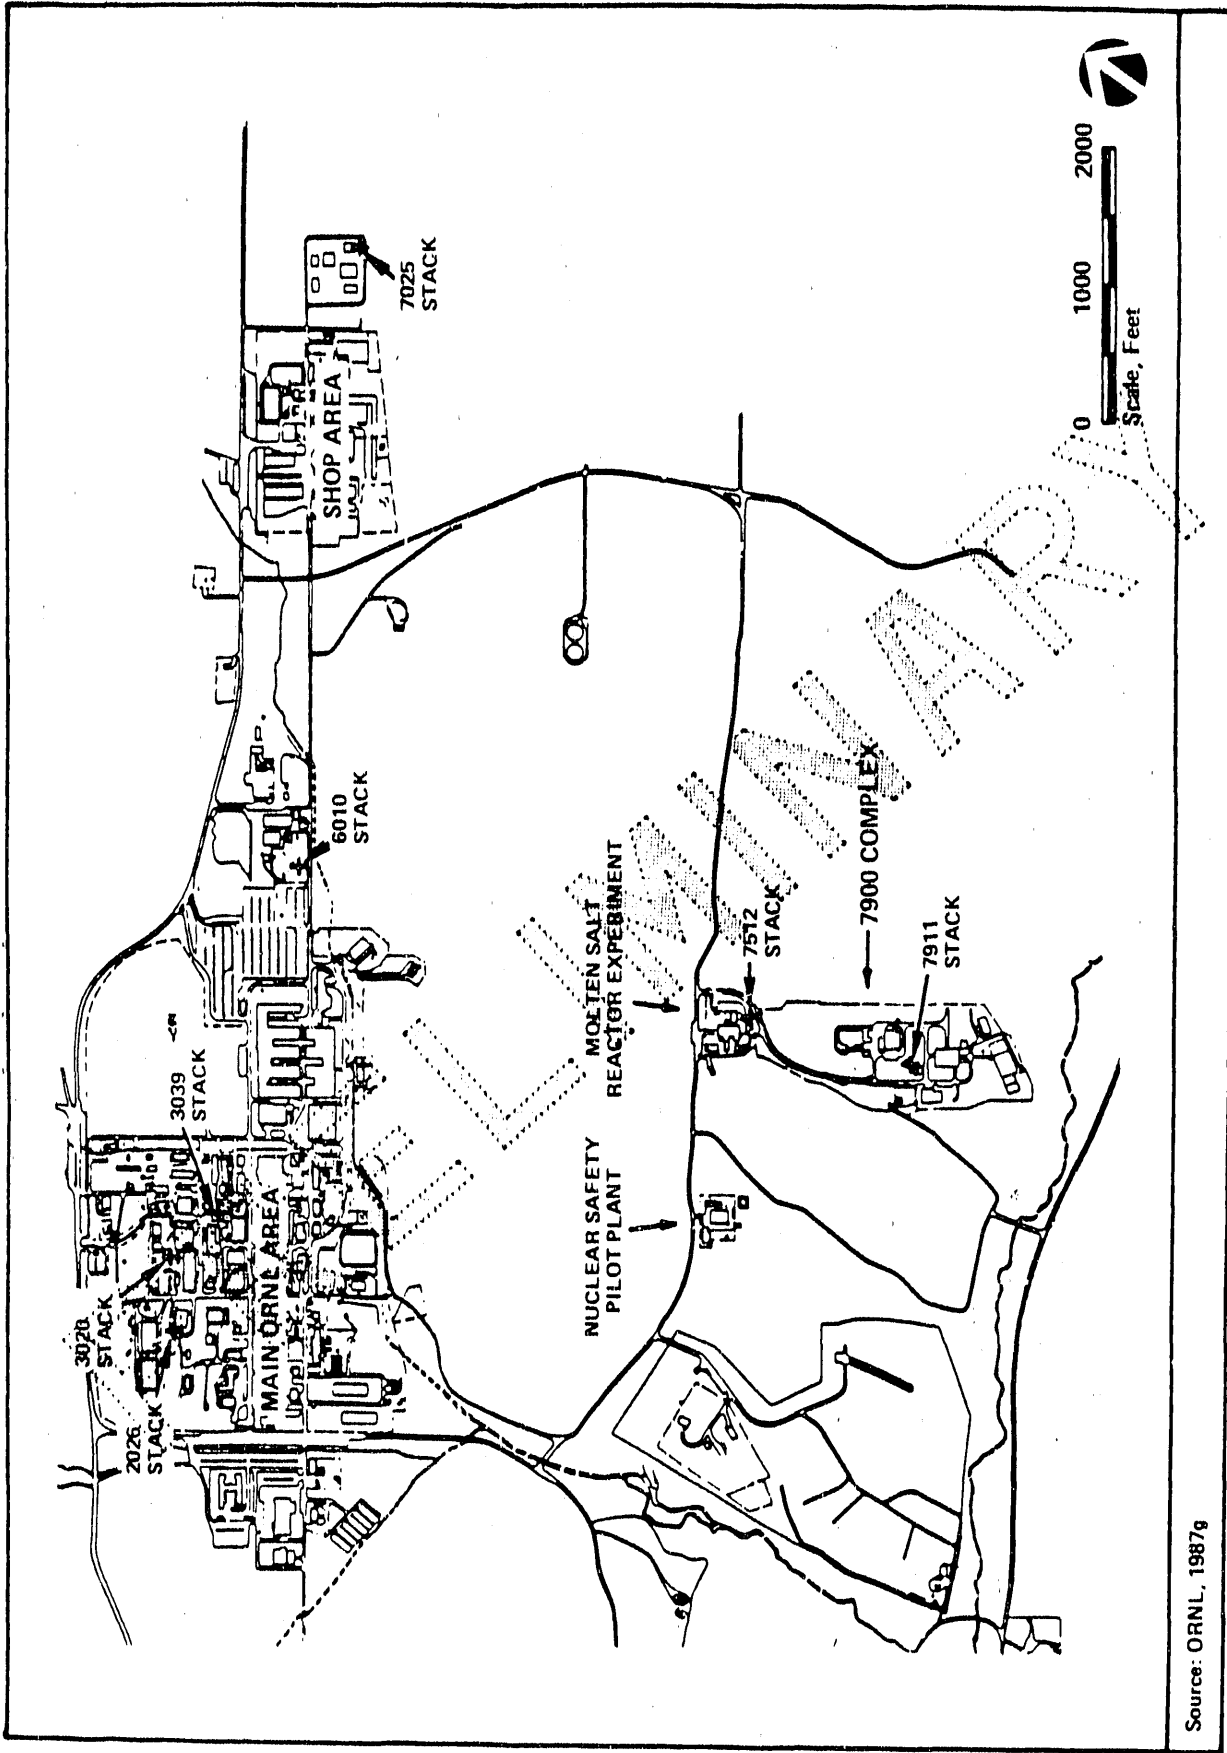 2026
STACK
3020
STACK
3039
STACK
MAIN ORNL AREA
6010
STACK
SHOP AREA
7025
STACK
NUCLEAR SAFETY
PILOT PLANT
MOLTEN SALT
REACTOR EXPERIMENT
7512
STACK
7900 COMPLEX
7911
STACK
0 1000 2000
Scale, Feet
PRELIMINARY
Source: ORNL, 1987g